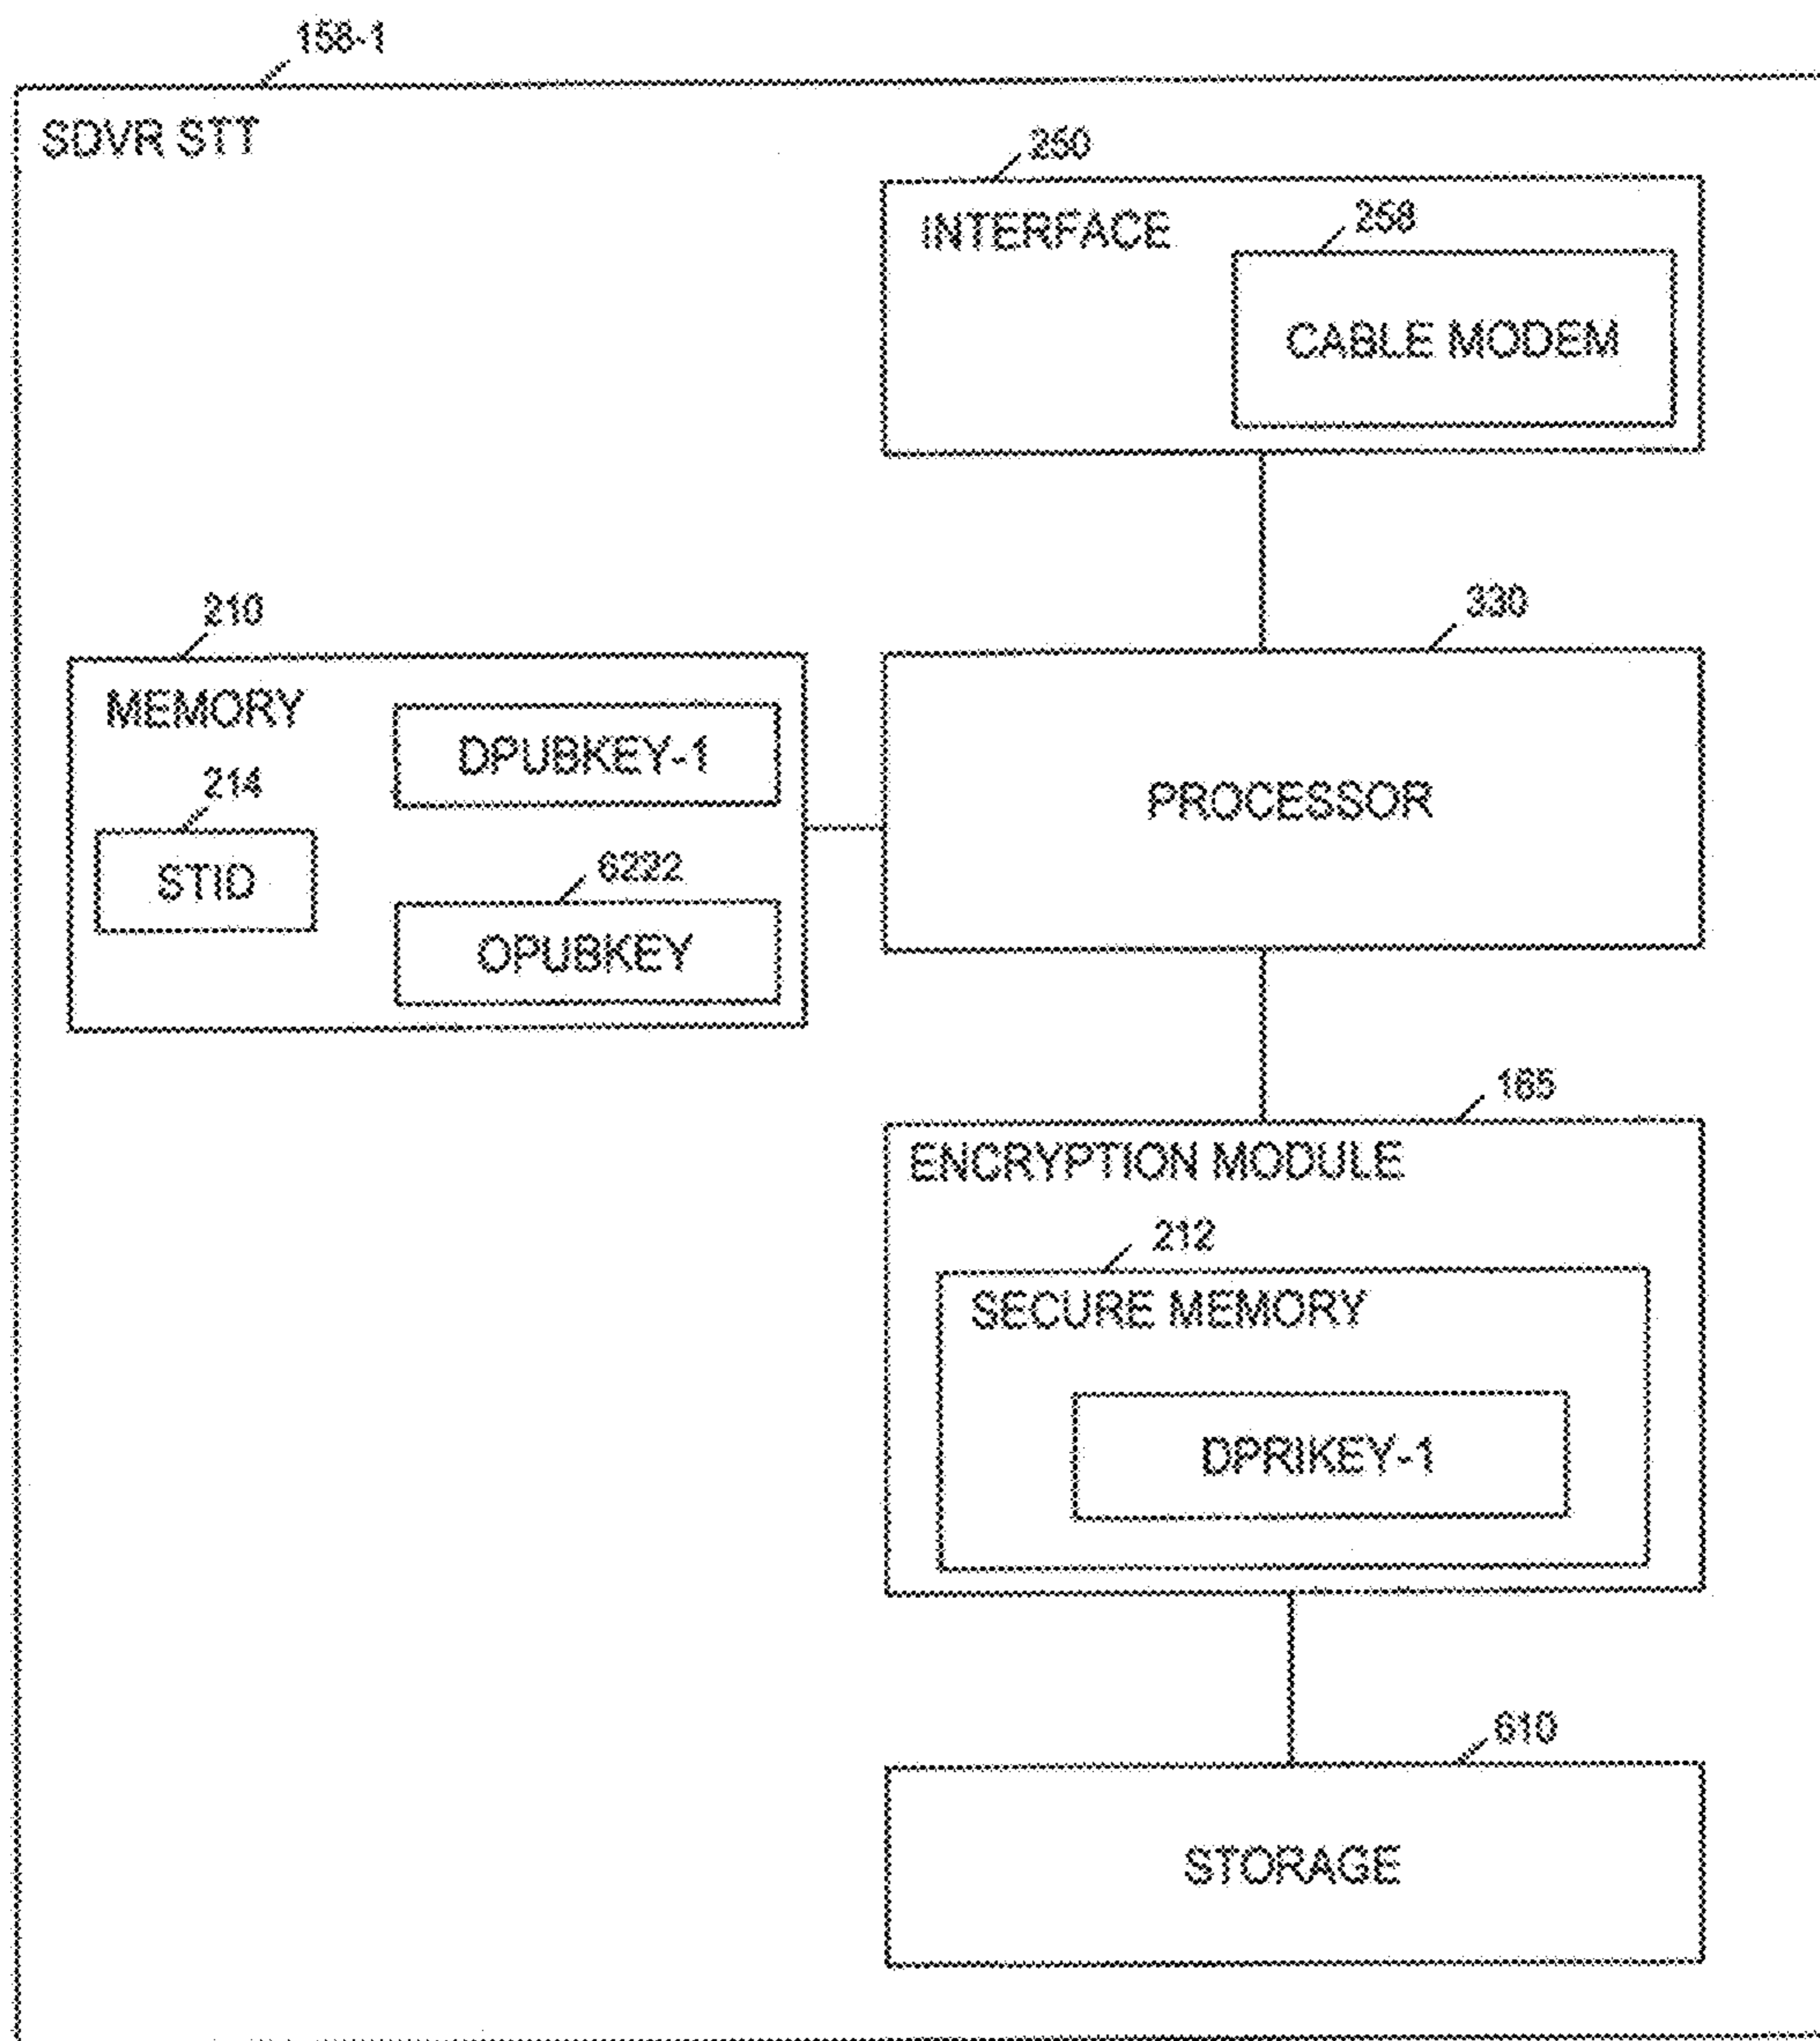 158-1
SDVR STT
250
INTERFACE
258
CABLE MODEM
210
330
MEMORY
DPUBKEY-1
214
STID
PROCESSOR
6222
OPUBKEY
165
ENCRYPTION MODULE
212
SECURE MEMORY
DPRIKEY-1
610
STORAGE